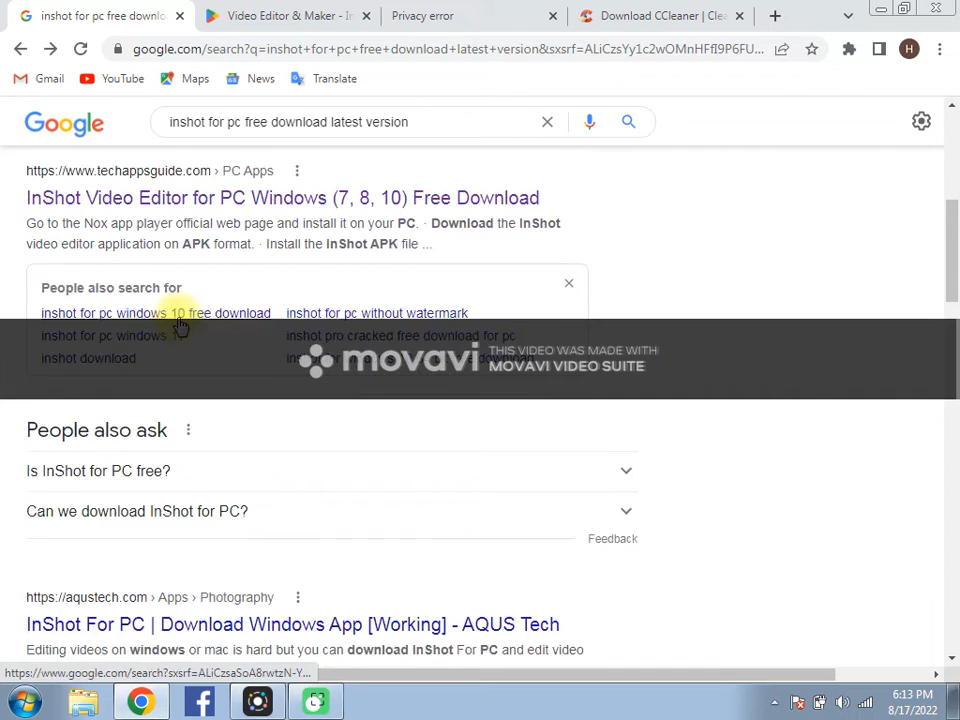 inshot for pc free downlo
Video Editor & Maker - In
Privacy error
Download CCleaner | Clea
google.com/search?q=inshot+for+pc+free+download+latest+version&sxsrf=ALiCzsYy1c2wOMnHFfI9P6FU...
H
Gmail
YouTube
Maps
News
Translate
Google
inshot for pc free download latest version
https://www.techappsguide.com › PC Apps
InShot Video Editor for PC Windows (7, 8, 10) Free Download
Go to the Nox app player official web page and install it on your PC. · Download the InShot
video editor application on APK format. · Install the InShot APK file ...
People also search for
inshot for pc windows 10 free download
inshot for pc without watermark
inshot for pc windows
inshot pro cracked free download for pc
inshot download
movavi
THIS VIDEO WAS MADE WITH
MOVAVI VIDEO SUITE
People also ask
Is InShot for PC free?
Can we download InShot for PC?
Feedback
https://aqustech.com › Apps › Photography
InShot For PC | Download Windows App [Working] - AQUS Tech
Editing videos on windows or mac is hard but you can download InShot For PC and edit video
https://www.google.com/search?sxsrf=ALiCzsaSoA8rwtzN-Y...
6:13 PM
8/17/2022